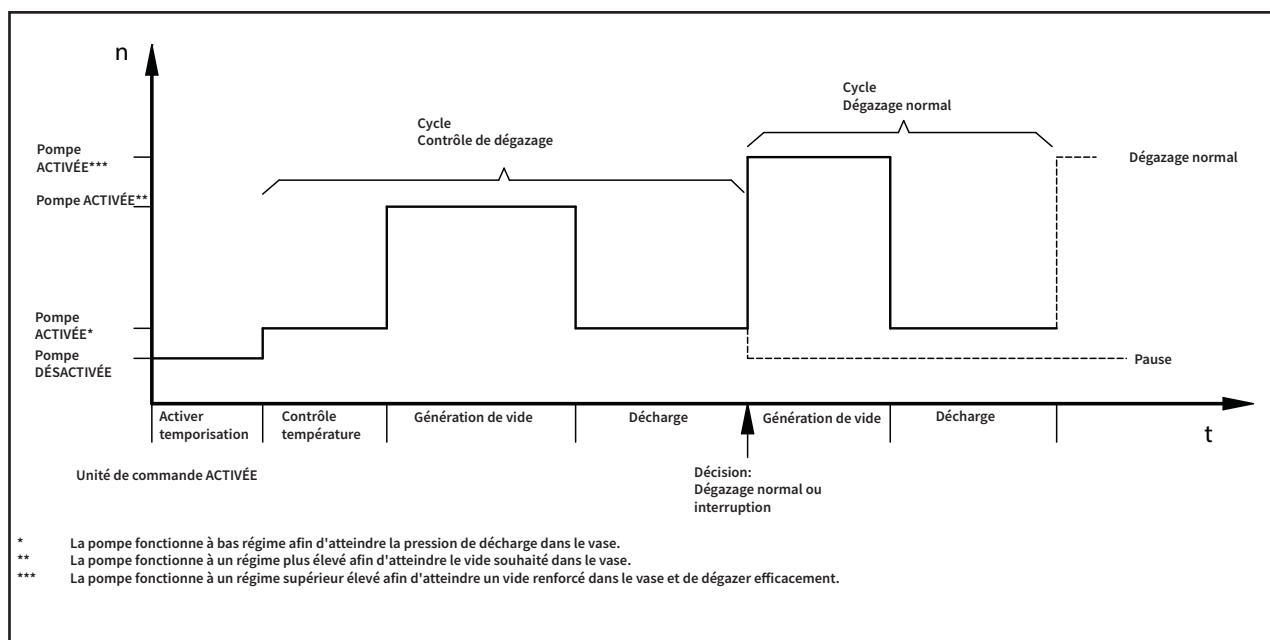 n
Cycle
Dégazage normal
Cycle
Contrôle de dégazage
Pompe
ACTIVÉE***
Dégazage normal
Pompe ACTIVÉE**
Pompe
ACTIVÉE*
Pompe
DÉSACTIVÉE
Pause
Activer
temporisation
Contrôle
température
Génération de vide
Décharge
Génération de vide
Décharge
t
Unité de commande ACTIVÉE
Décision:
Dégazage normal ou
interruption
* La pompe fonctionne à bas régime afin d'atteindre la pression de décharge dans le vase.
** La pompe fonctionne à un régime plus élevé afin d'atteindre le vide souhaité dans le vase.
*** La pompe fonctionne à un régime supérieur élevé afin d'atteindre un vide renforcé dans le vase et de dégazer efficacement.